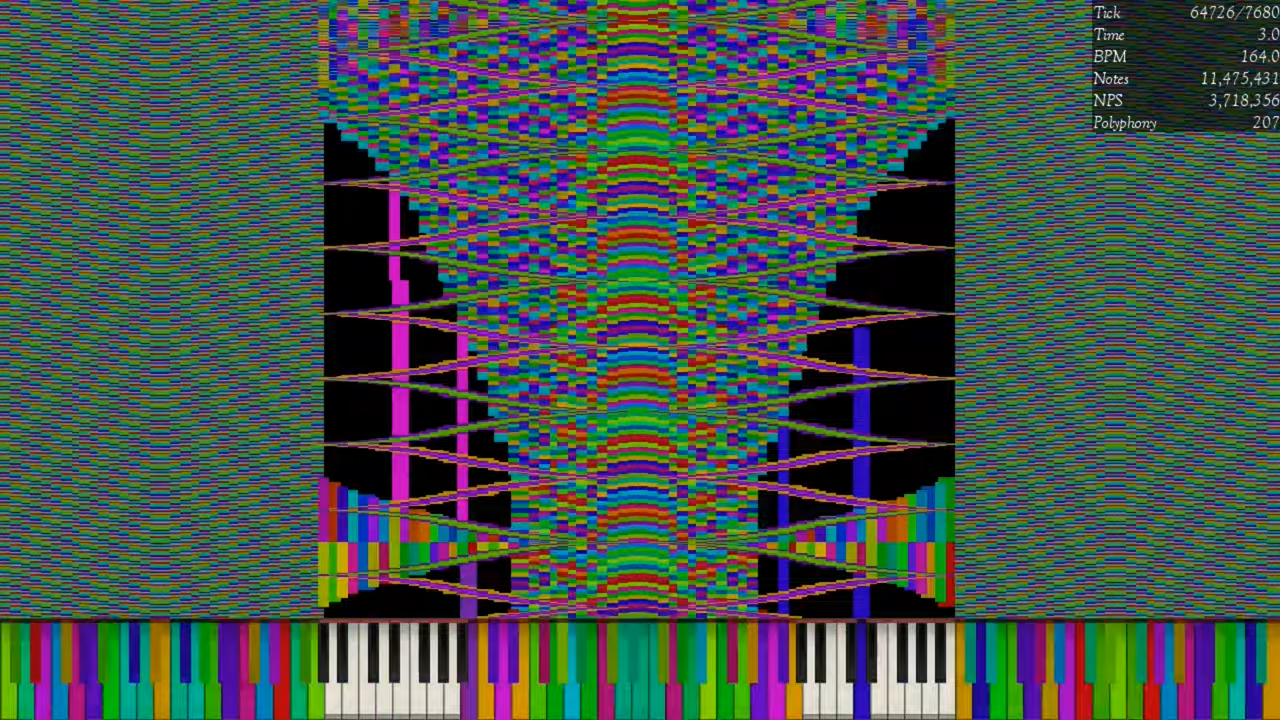 Tick 64726/7680
Time 3.0
BPM 164.0
Notes 11,475,431
NPS 3,718,356
Polyphony 207